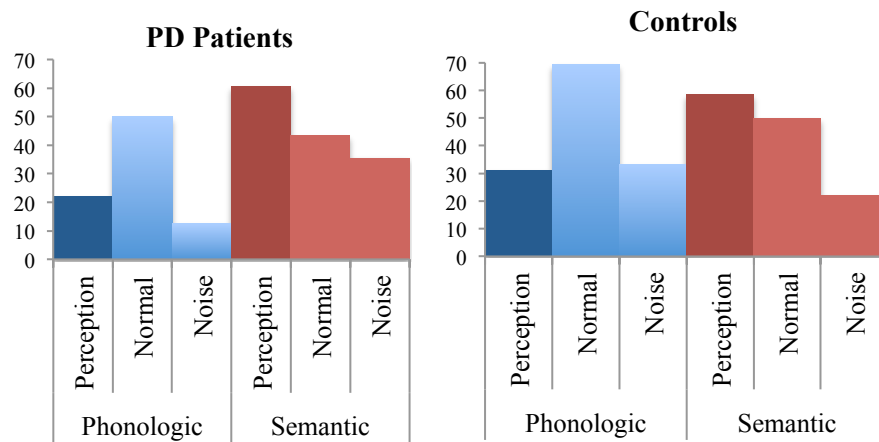 PD Patients
70
60
50
40
30
20
10
0
Perception
Normal
Noise
Perception
Normal
Noise
Phonologic
Semantic
Controls
70
60
50
40
30
20
10
0
Perception
Normal
Noise
Perception
Normal
Noise
Phonologic
Semantic